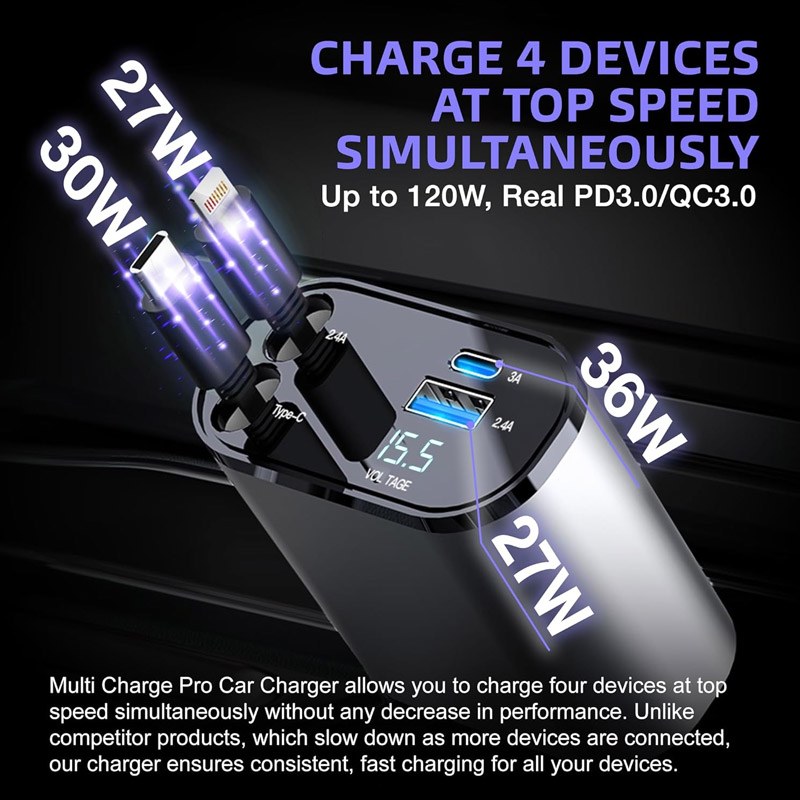 CHARGE 4 DEVICES
AT TOP SPEED
SIMULTANEOUSLY
Up to 120W, Real PD3.0/QC3.0
27W
30W
2.4A
Type-C
3A
2.4A
15.5
VOL TAGE
36W
27W
Multi Charge Pro Car Charger allows you to charge four devices at top
speed simultaneously without any decrease in performance. Unlike
competitor products, which slow down as more devices are connected,
our charger ensures consistent, fast charging for all your devices.